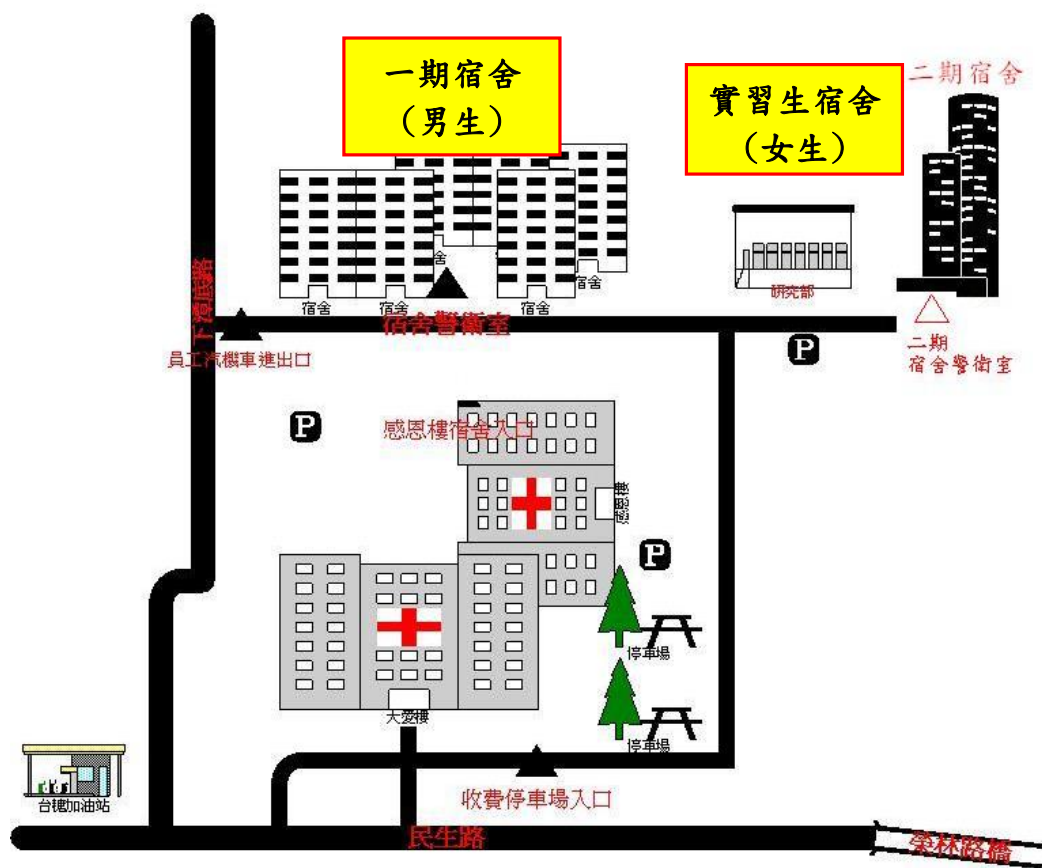 一期宿舍
(男生)
實習生宿舍
(女生)
二期宿舍
舍
宿舍
宿舍
宿舍
宿舍
研究部
宿舍警衛室
員工汽機車進出口
P
二期
宿舍警衛室
P
感恩樓宿舍入口
感恩樓
P
停車場
大愛樓
停車場
收費停車場入口
台糖加油站
民生路
榮林路橋